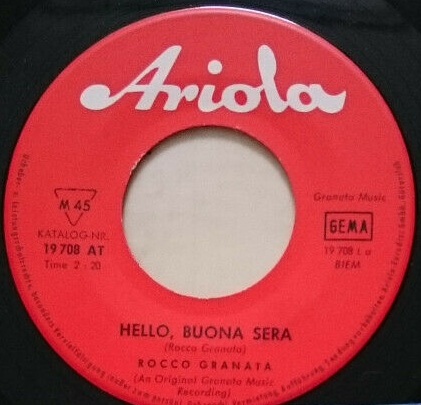 Ariola
M 45
KATALOG-NR.
19 708 AT
Time 2 : 20
Granata Music
GEMA
19 708 t a
BIEM
HELLO, BUONA SERA
(Rocco Granata)
ROCCO GRANATA
(An Original Granata Music
Recording)